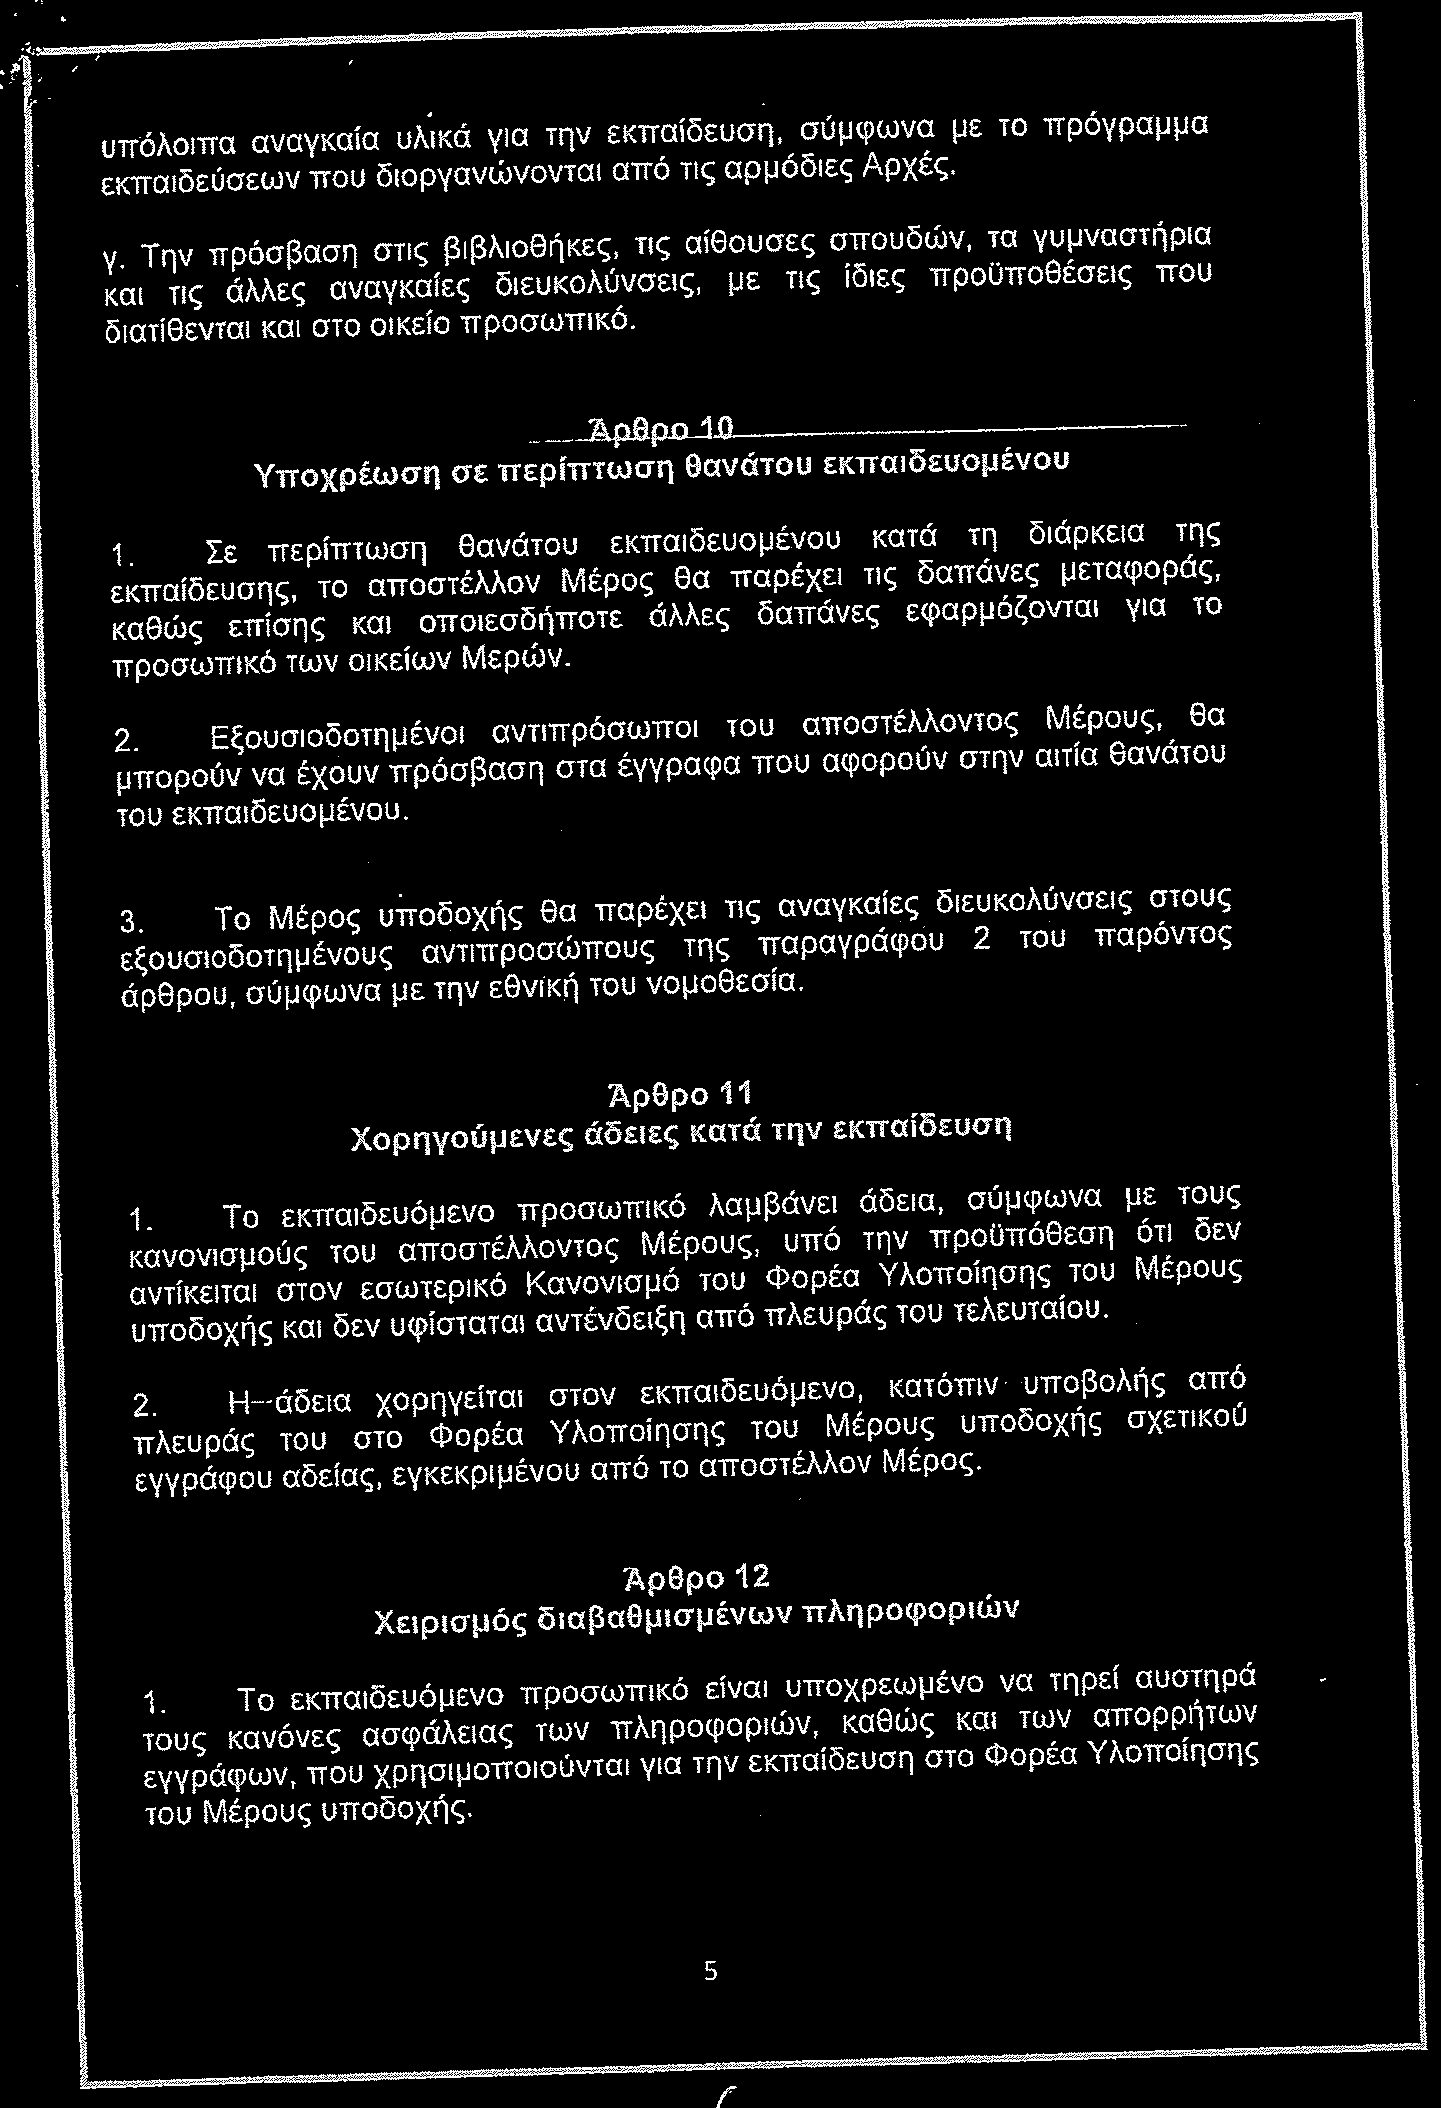 υπόλοιπα αναγκαία υλικά για την εκπαίδευση, σύμφωνα με το πρόγραμμα
εκπαιδεύσεων που διοργανώνονται από τις αρμόδιες Αρχές.
γ. Την πρόσβαση στις βιβλιοθήκες, τις αίθουσες σπουδών, τα γυμναστήρια
και τις άλλες αναγκαίες διευκολύνσεις, με τις ίδιες προϋποθέσεις που
διατίθενται και στο οικείο προσωπικό.
Άρθρο 10
Υποχρέωση σε περίπτωση θανάτου εκπαιδευομένου
1. Σε περίπτωση θανάτου εκπαιδευομένου κατά τη διάρκεια της
εκπαίδευσης, το αποστέλλον Μέρος θα παρέχει τις δαπάνες μεταφοράς,
καθώς επίσης και οποιεσδήποτε άλλες δαπάνες εφαρμόζονται για το
προσωπικό των οικείων Μερών.
2. Εξουσιοδοτημένοι αντιπρόσωποι του αποστέλλοντος Μέρους, θα
μπορούν να έχουν πρόσβαση στα έγγραφα που αφορούν στην αιτία θανάτου
του εκπαιδευομένου.
3. Το Μέρος υποδοχής θα παρέχει τις αναγκαίες διευκολύνσεις στους
εξουσιοδοτημένους αντιπροσώπους της παραγράφου 2 του παρόντος
άρθρου, σύμφωνα με την εθνική του νομοθεσία.
Άρθρο 11
Χορηγούμενες άδειες κατά την εκπαίδευση
1. Το εκπαιδευόμενο προσωπικό λαμβάνει άδεια, σύμφωνα με τους
κανονισμούς του αποστέλλοντος Μέρους, υπό την προϋπόθεση ότι δεν
αντίκειται στον εσωτερικό Κανονισμό του Φορέα Υλοποίησης του Μέρους
υποδοχής και δεν υφίσταται αντένδειξη από πλευράς του τελευταίου.
2. Η άδεια χορηγείται στον εκπαιδευόμενο, κατόπιν υποβολής από
πλευράς του στο Φορέα Υλοποίησης του Μέρους υποδοχής σχετικού
εγγράφου αδείας, εγκεκριμένου από το αποστέλλον Μέρος.
Άρθρο 12
Χειρισμός διαβαθμισμένων πληροφοριών
1. Το εκπαιδευόμενο προσωπικό είναι υποχρεωμένο να τηρεί αυστηρά
τους κανόνες ασφάλειας των πληροφοριών, καθώς και των απορρήτων
εγγράφων, που χρησιμοποιούνται για την εκπαίδευση στο Φορέα Υλοποίησης
του Μέρους υποδοχής.
5